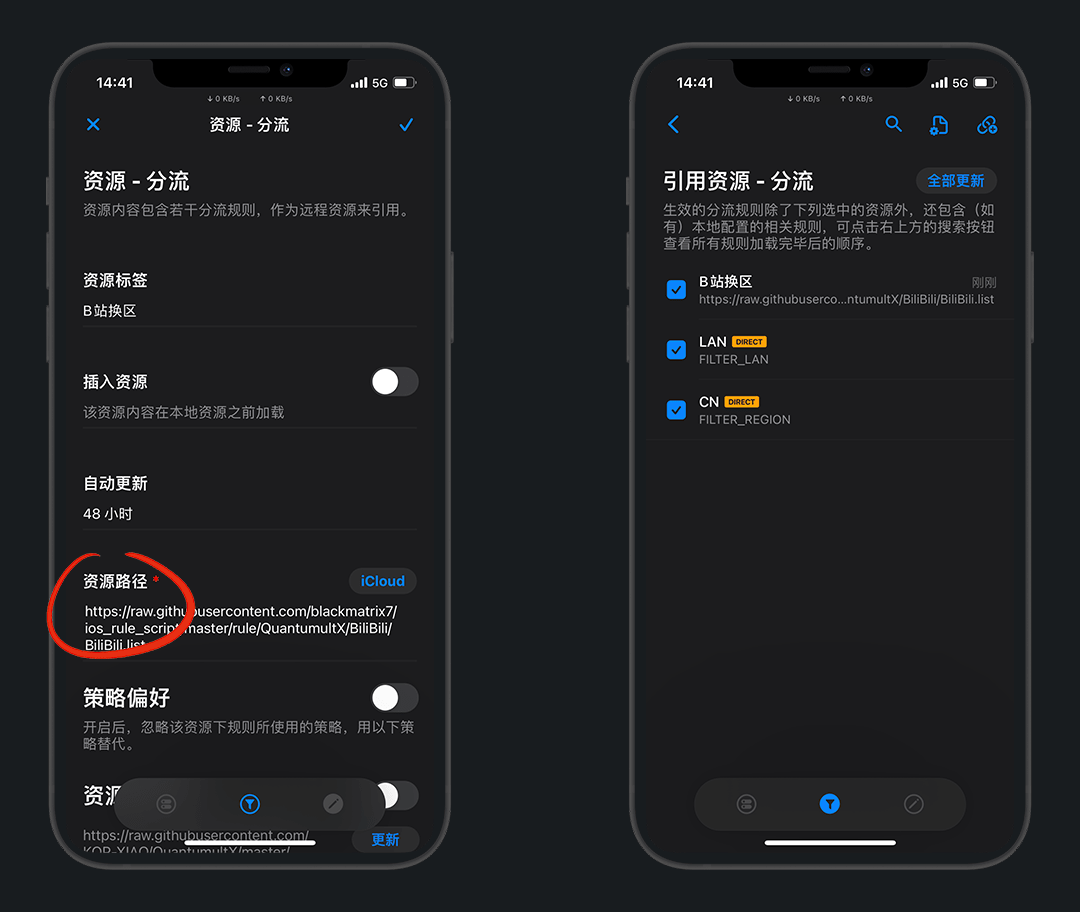 14:41
5G
↓ 0 KB/s ↑ 0 KB/s
资源 - 分流
资源 - 分流
资源内容包含若干分流规则，作为远程资源来引用。
资源标签
B站换区
插入资源
该资源内容在本地资源之前加载
自动更新
48 小时
资源路径 *
iCloud
https://raw.githubusercontent.com/blackmatrix7/
ios_rule_script/master/rule/QuantumultX/BiliBili/
BiliBili.list
策略偏好
开启后，忽略该资源下规则所使用的策略，用以下策
略替代。
资源
https://raw.githubusercontent.com/
KOP-XIAO/QuantumultX/master/
更新
14:41
5G
↓ 0 KB/s ↑ 0 KB/s
引用资源 - 分流
全部更新
生效的分流规则除了下列选中的资源外，还包含（如
有）本地配置的相关规则，可点击右上方的搜索按钮
查看所有规则加载完毕后的顺序。
B站换区
刚刚
https://raw.githubuserco...ntumultX/BiliBili/BiliBili.list
LAN DIRECT
FILTER_LAN
CN DIRECT
FILTER_REGION